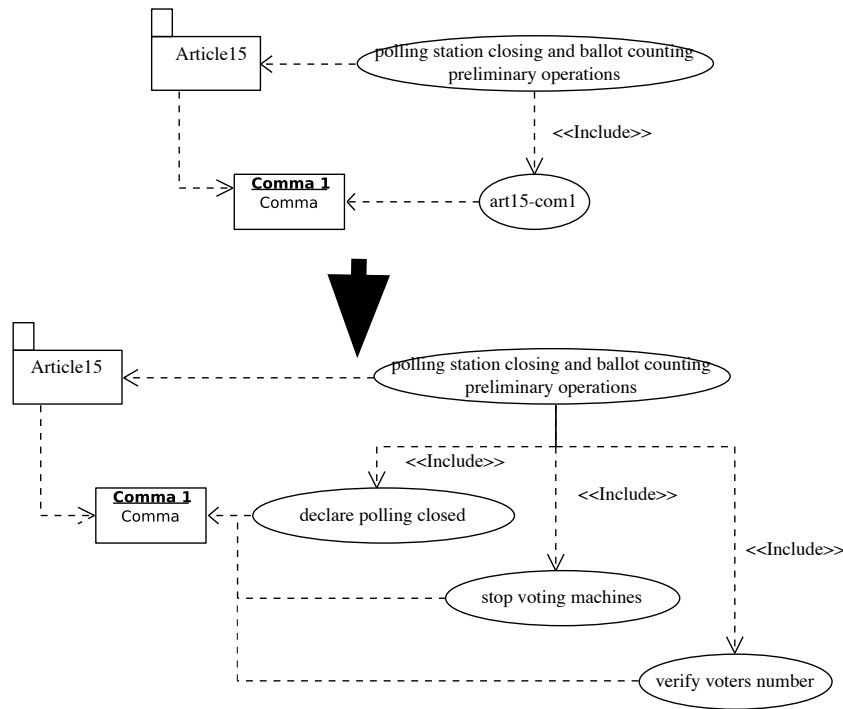 Article15
polling station closing and ballot counting
preliminary operations
<<Include>>
Comma 1
Comma
art15-com1
Article15
polling station closing and ballot counting
preliminary operations
<<Include>>
<<Include>>
Comma 1
Comma
declare polling closed
<<Include>>
stop voting machines
verify voters number